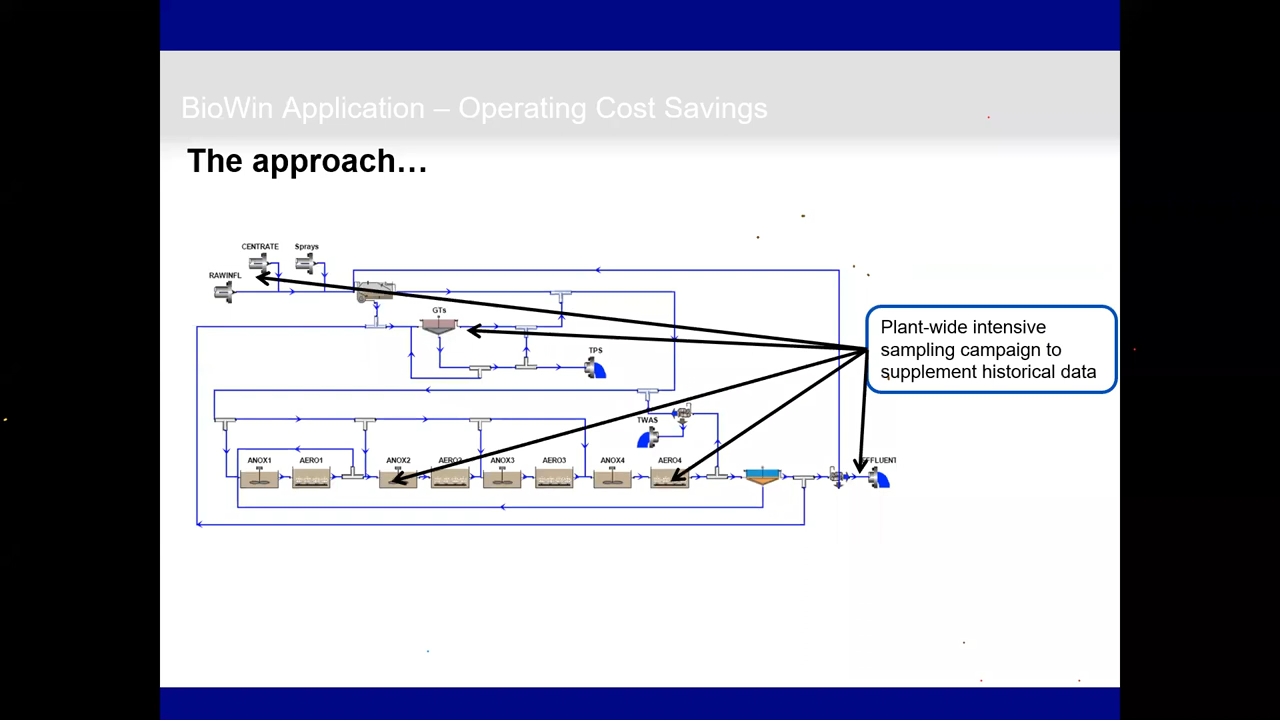 BioWin Application – Operating Cost Savings
The approach…
CENTRATE
Sprays
RAWINFL
GTs
Plant-wide intensive
sampling campaign to
supplement historical data
TPS
TWAS
ANOX1
AERO1
ANOX2
AERO2
ANOX3
AERO3
ANOX4
AERO4
EFFLUENT